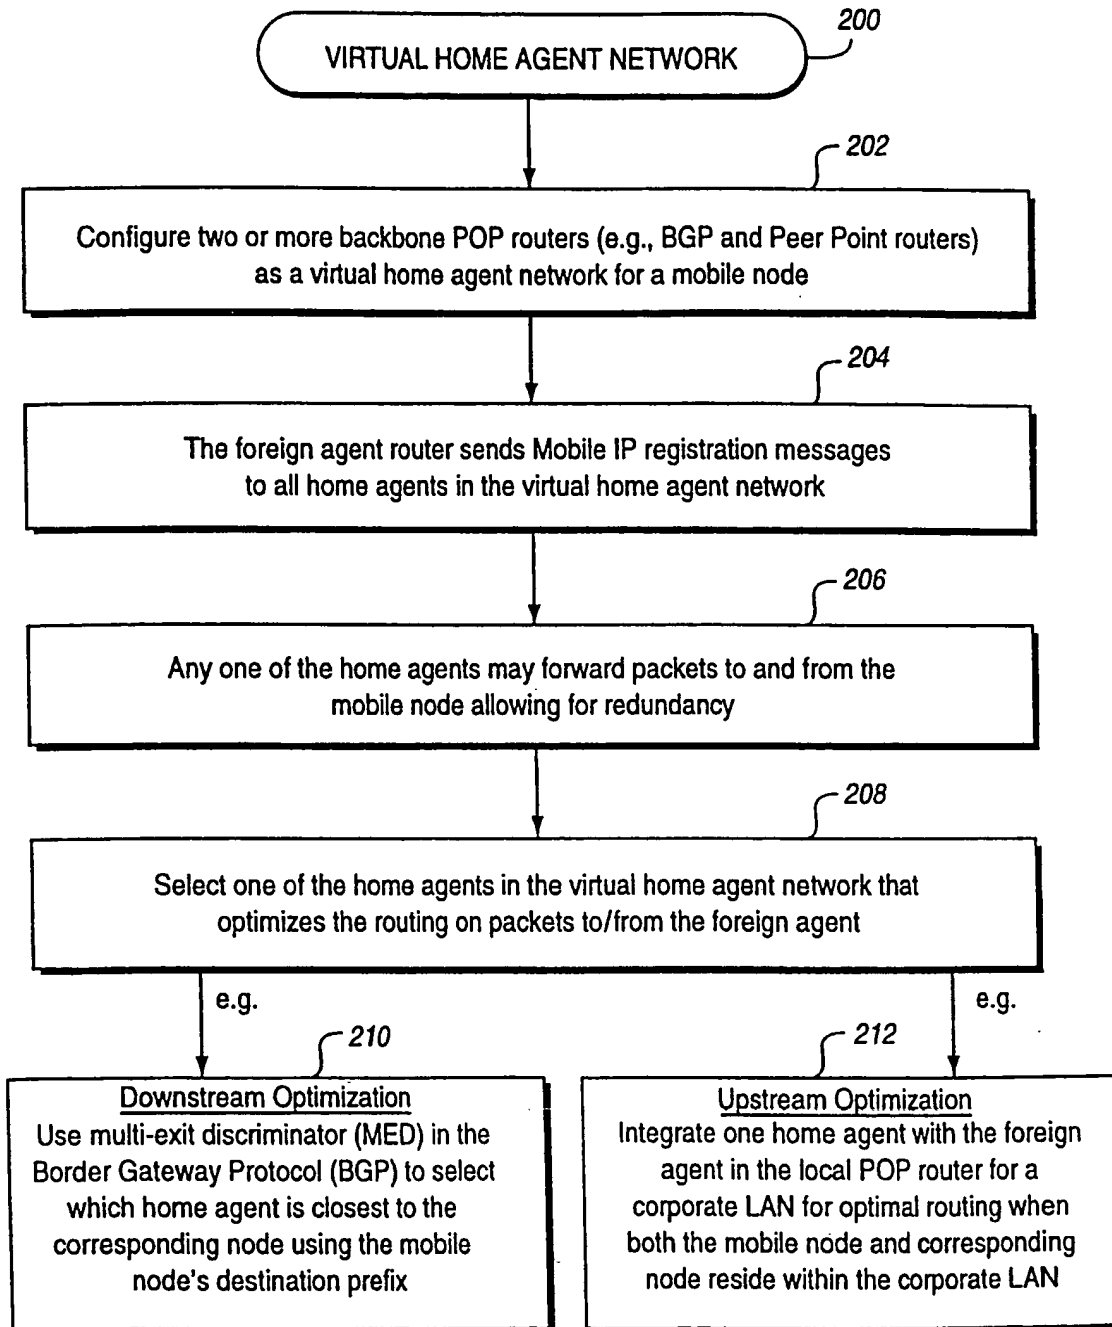 200
VIRTUAL HOME AGENT NETWORK
202
Configure two or more backbone POP routers (e.g., BGP and Peer Point routers)
as a virtual home agent network for a mobile node
204
The foreign agent router sends Mobile IP registration messages
to all home agents in the virtual home agent network
206
Any one of the home agents may forward packets to and from the
mobile node allowing for redundancy
208
Select one of the home agents in the virtual home agent network that
optimizes the routing on packets to/from the foreign agent
e.g.
210
Downstream Optimization
Use multi-exit discriminator (MED) in the
Border Gateway Protocol (BGP) to select
which home agent is closest to the
corresponding node using the mobile
node's destination prefix
e.g.
212
Upstream Optimization
Integrate one home agent with the foreign
agent in the local POP router for a
corporate LAN for optimal routing when
both the mobile node and corresponding
node reside within the corporate LAN